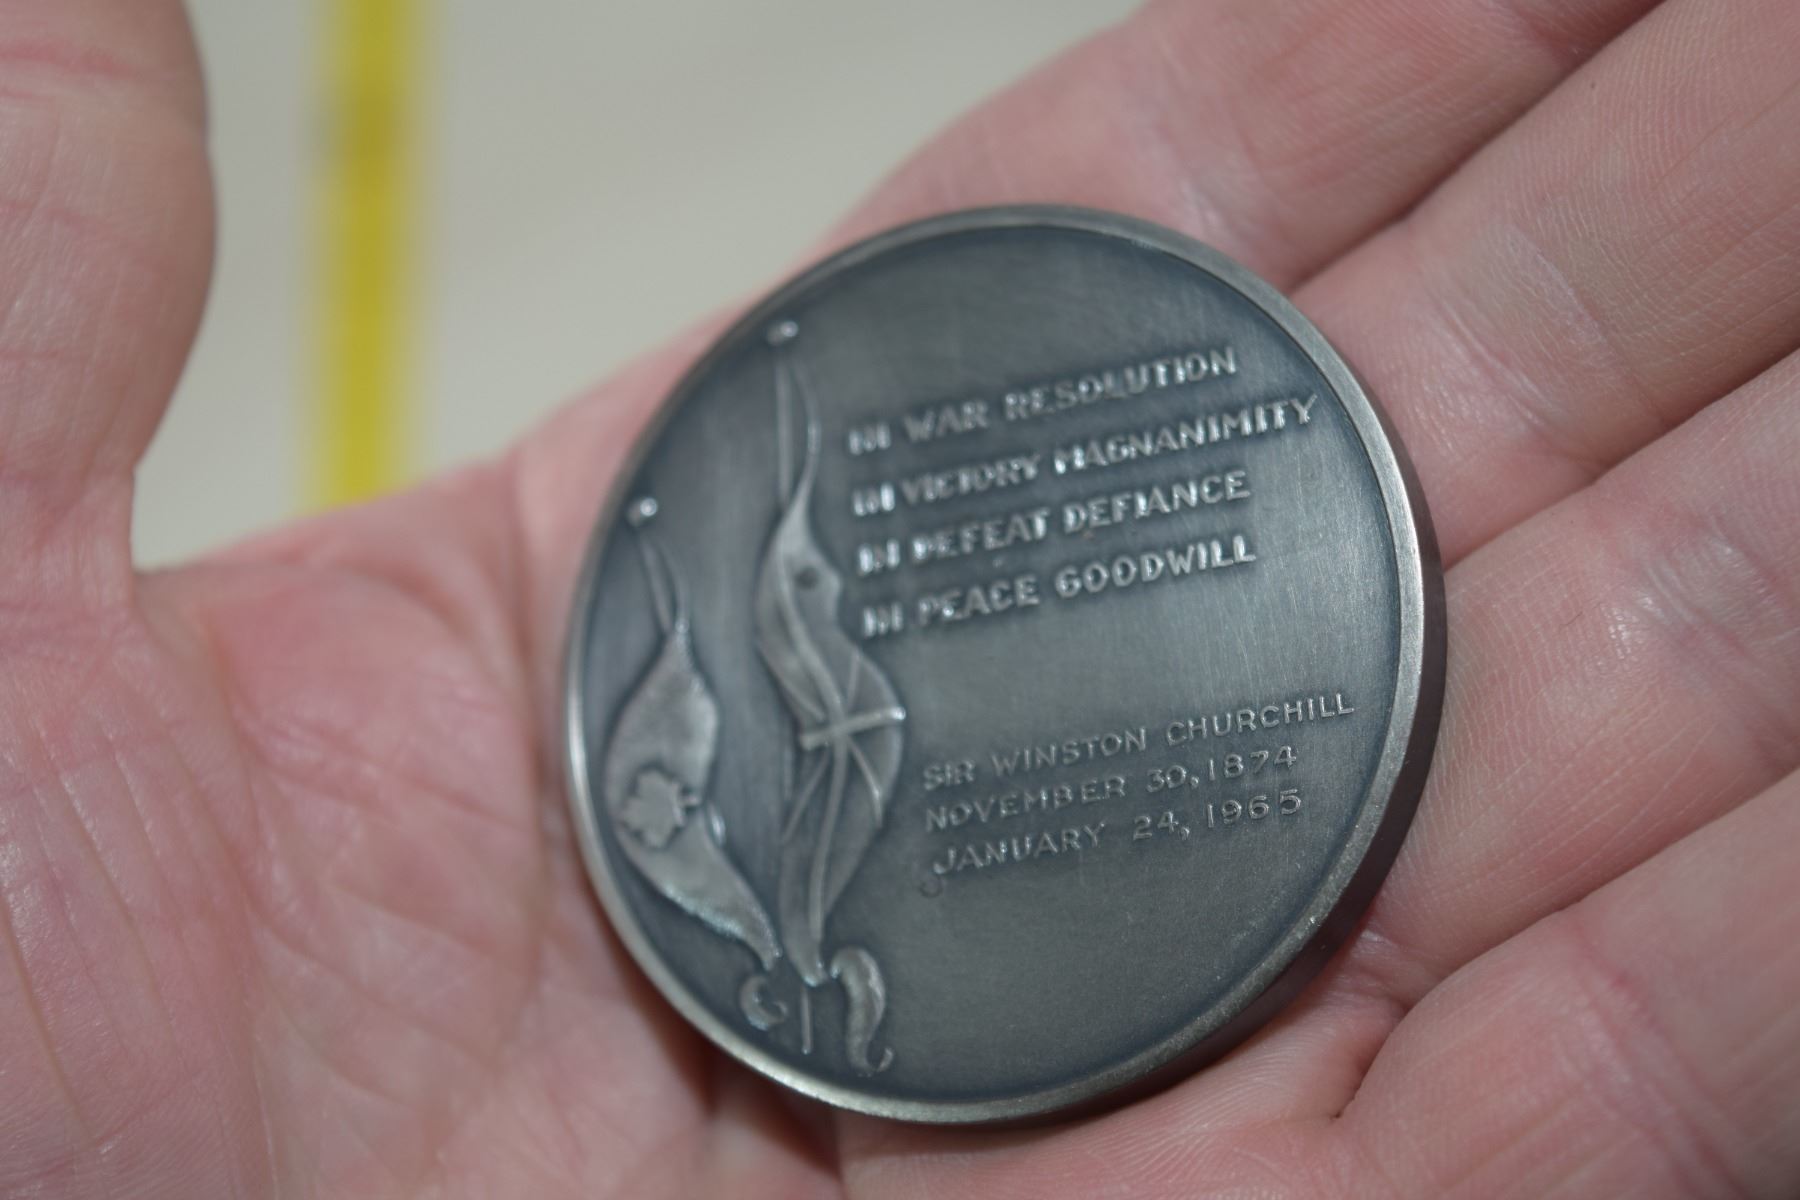 IN WAR RESOLUTION
IN VICTORY MAGNANIMITY
IN DEFEAT DEFIANCE
IN PEACE GOODWILL
SIR WINSTON CHURCHILL
NOVEMBER 30, 1874
JANUARY 24, 1965